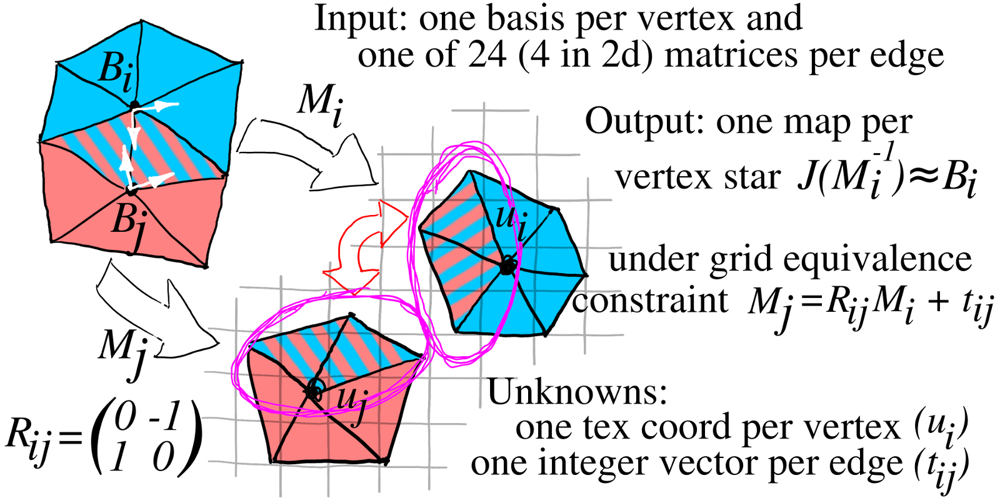 Input: one basis per vertex and
one of 24 (4 in 2d) matrices per edge
B_i
M_i
Output: one map per
vertex star J(M_i^-1)≈B_i
B_j
u_i
under grid equivalence
constraint M_j=R_ijM_i + t_ij
M_j
u_j
Unknowns:
R_ij=(0 -1
1 0)
one tex coord per vertex (u_i)
one integer vector per edge (t_ij)